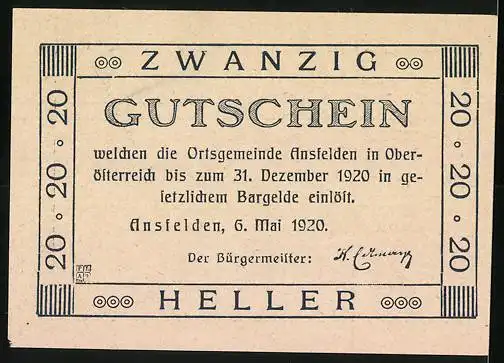 ZWANZIG
GUTSCHEIN
welchen die Ortsgemeinde Ansfelden in Ober-
österreich bis zum 31. Dezember 1920 in ge-
setzlichem Bargelde einlöst.
Ansfelden, 6. Mai 1920.
Der Bürgermeister:
HELLER
20 ∘ 20 ∘ 20
20 ∘ 20 ∘ 20